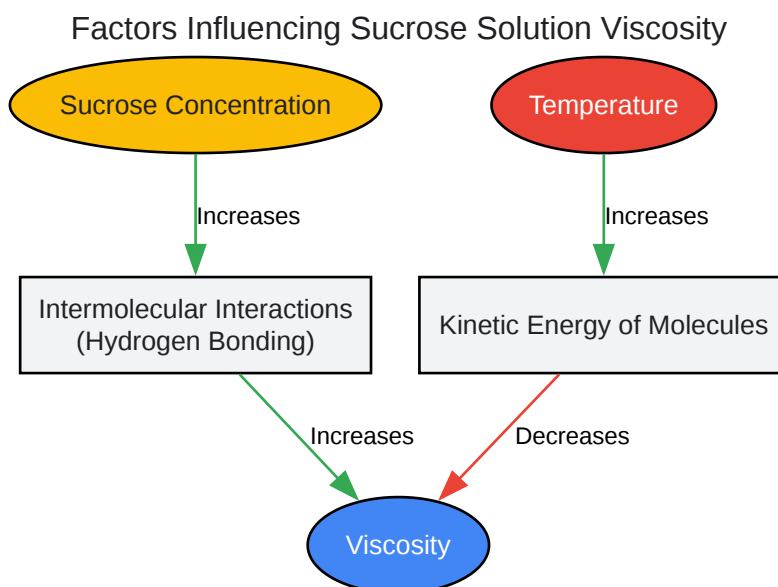 Factors Influencing Sucrose Solution Viscosity
Sucrose Concentration
Temperature
Increases
Increases
Intermolecular Interactions
(Hydrogen Bonding)
Kinetic Energy of Molecules
Increases
Decreases
Viscosity